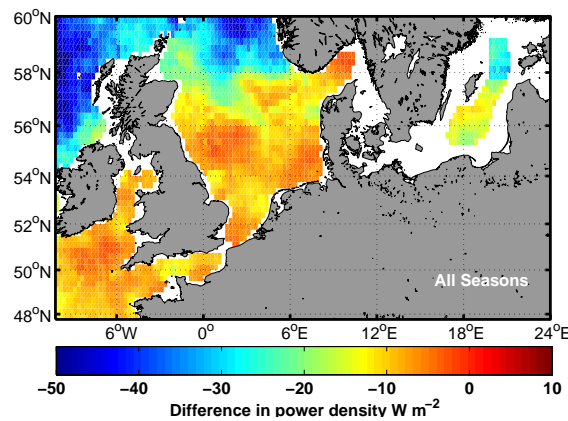 60°N
58°N
56°N
54°N
52°N
50°N
48°N
6°W 0° 6°E 12°E 18°E 24°E
All Seasons
−50 −40 −30 −20 −10 0 10
Difference in power density W m⁻²